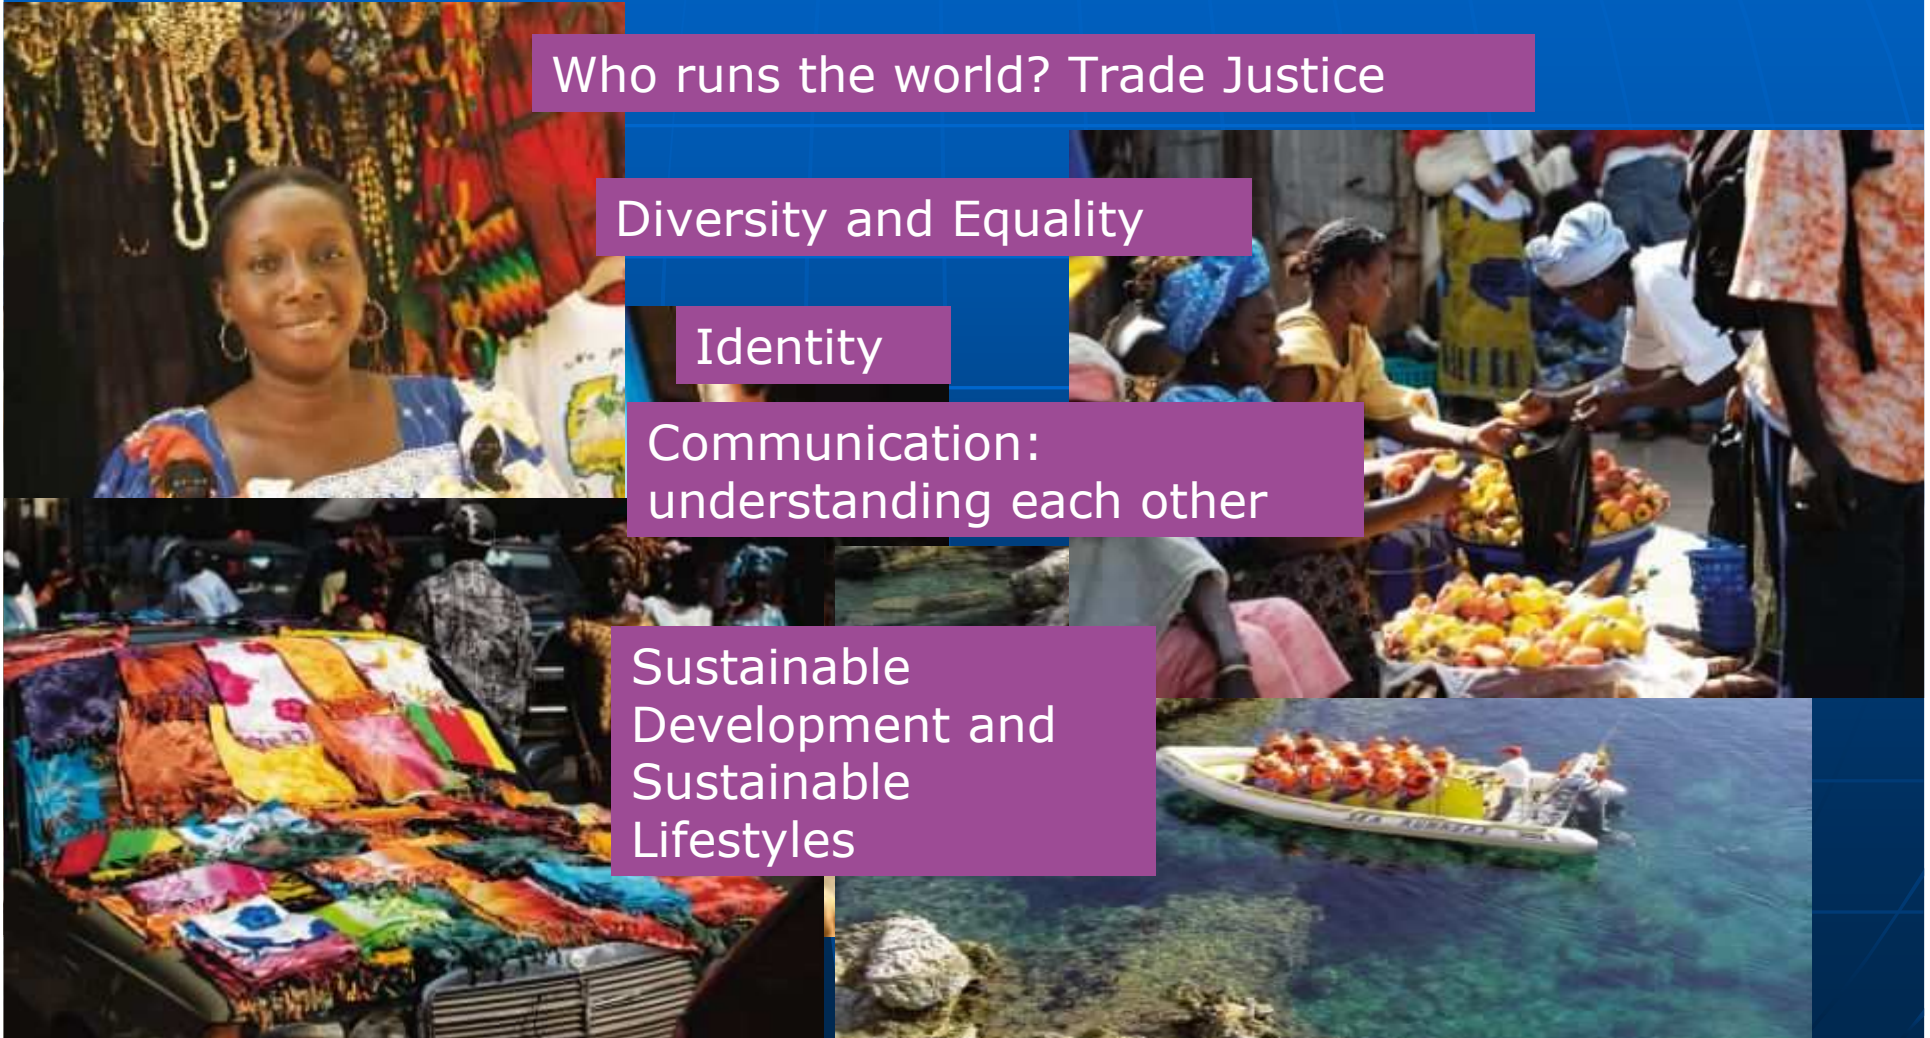 Who runs the world? Trade Justice
Diversity and Equality
Identity
Communication:
understanding each other
Sustainable
Development and
Sustainable
Lifestyles